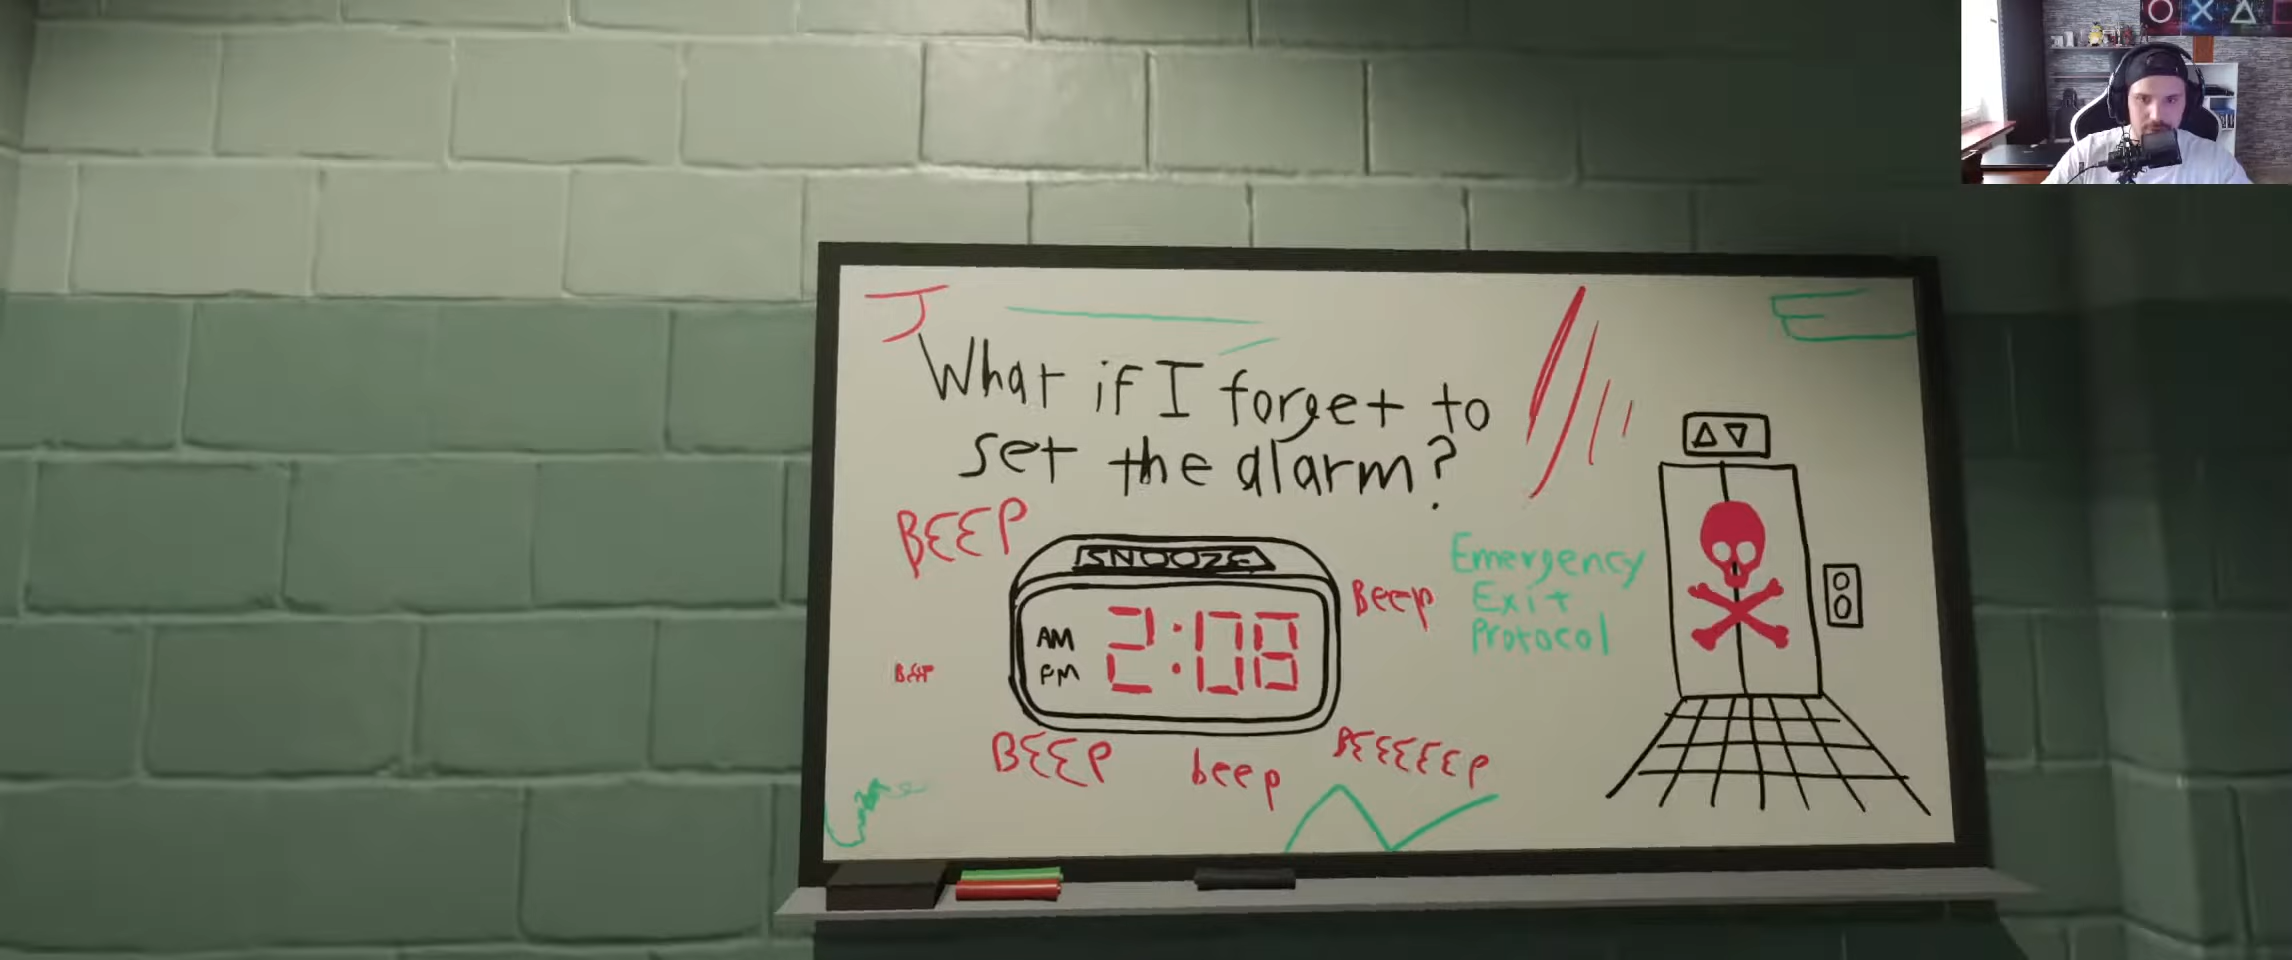 What if I forget to
set the alarm?
BEEP
SNOOZE
Beep
Emergency
Exit
Protocol
AM
PM
2:08
BEEP
BEEP
beep
BEEEEEP